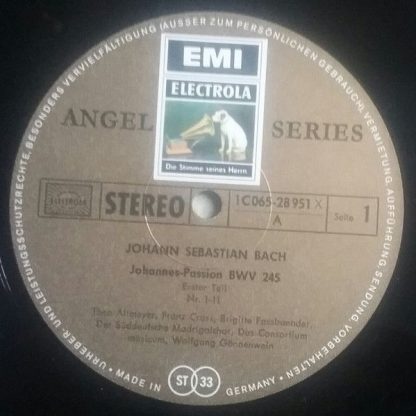 URHEBER- UND LEISTUNGSSCHUTZRECHTE, BESONDERS VERVIELFÄLTIGUNG (AUSSER ZUM PERSÖNLICHEN GEBRAUCH) VERMIETUNG, AUFFÜHRUNG, SENDUNG VORBEHALTEN
EMI
ELECTROLA
ANGEL SERIES
Die Stimme seines Herrn
ELECTROLA
STEREO
1 C 065-28 951 X
A
Seite 1
JOHANN SEBASTIAN BACH
Johannes-Passion BWV 245
Erster Teil
Nr. 1-11
Theo Altmeyer, Franz Crass, Brigitte Fassbaender,
Der Süddeutsche Madrigalchor, Das Consortium
musicum, Wolfgang Gönnenwein
• MADE IN
ST 33
GERMANY •